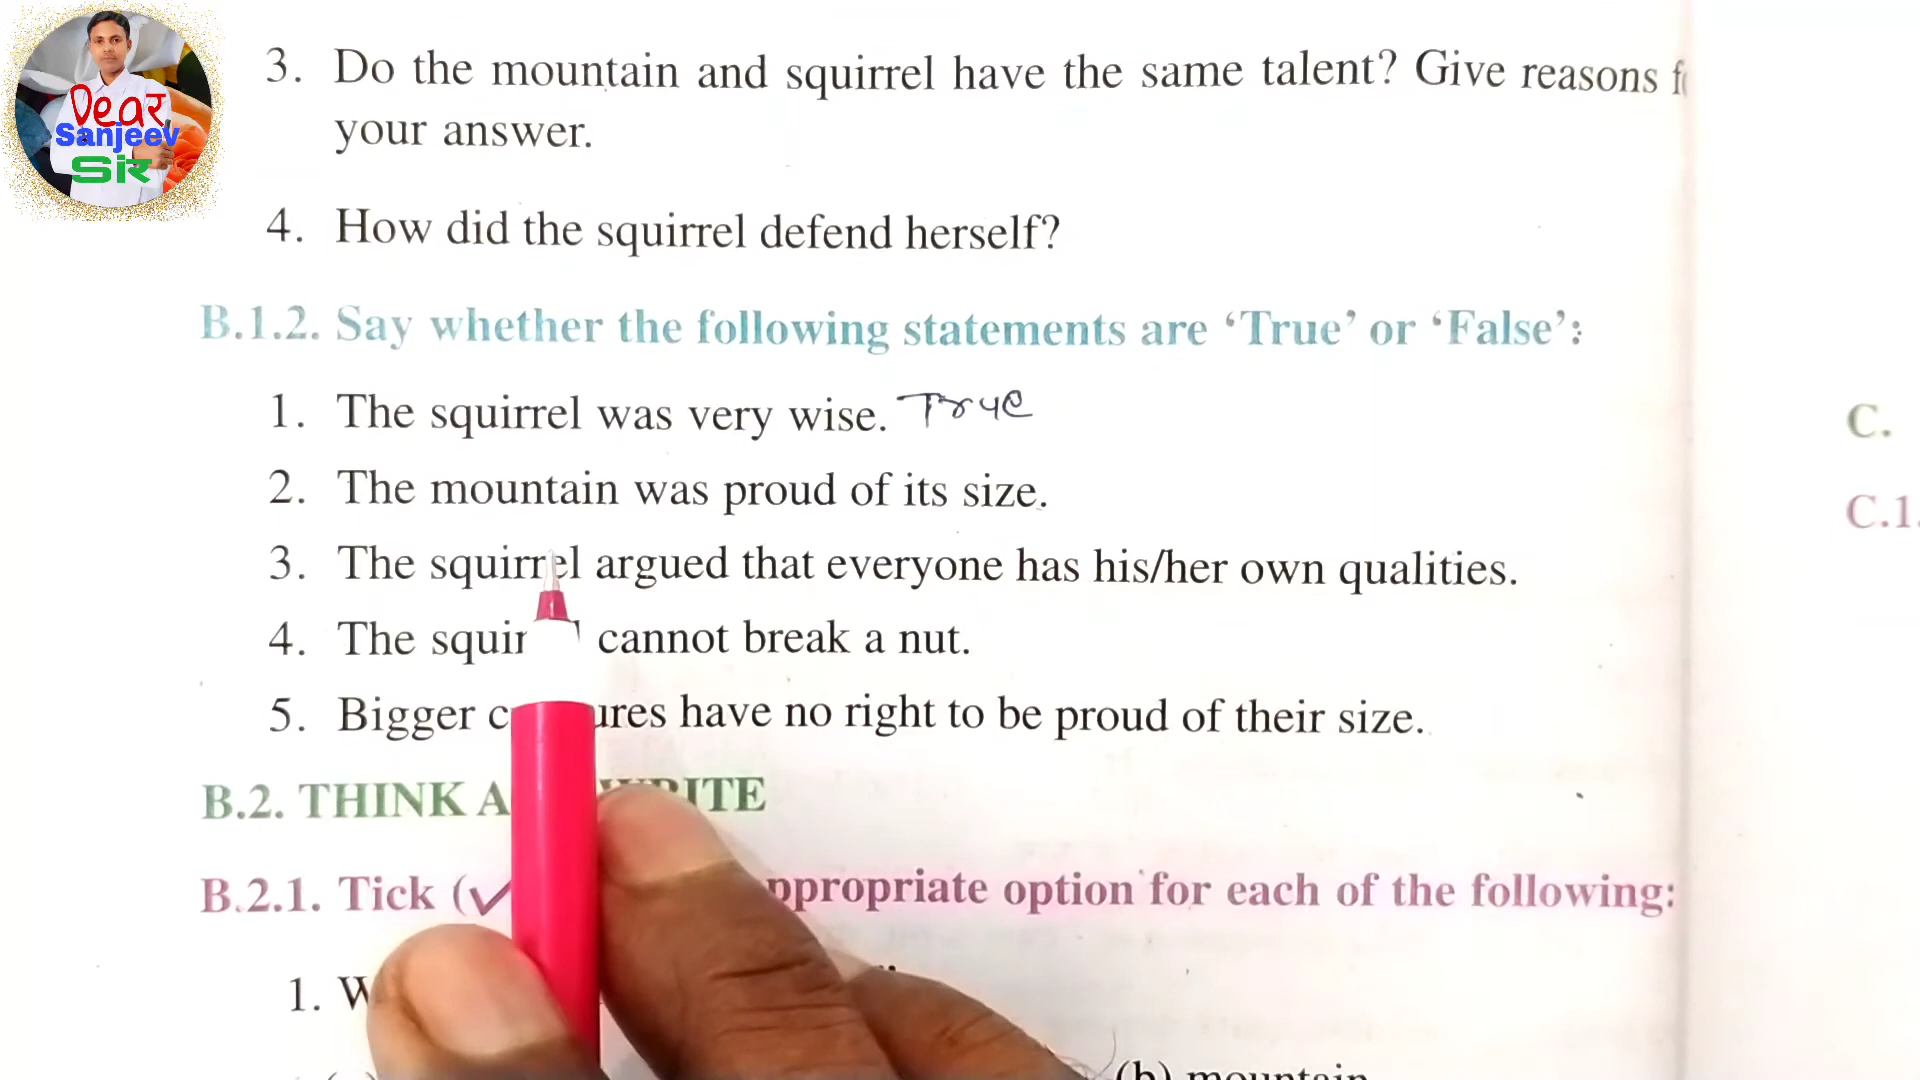 Dear
Sanjeev
Sir
3. Do the mountain and squirrel have the same talent? Give reasons
your answer.
4. How did the squirrel defend herself?
B.1.2. Say whether the following statements are ‘True’ or ‘False’:
1. The squirrel was very wise. True
2. The mountain was proud of its size.
3. The squirrel argued that everyone has his/her own qualities.
4. The cannot break a nut.
5. Bigger have no right to be proud of their size.
B.2. THINK
B.2.1. Tick (✓ option for each of the following:
1.
(b) mountain
C.
C.1.